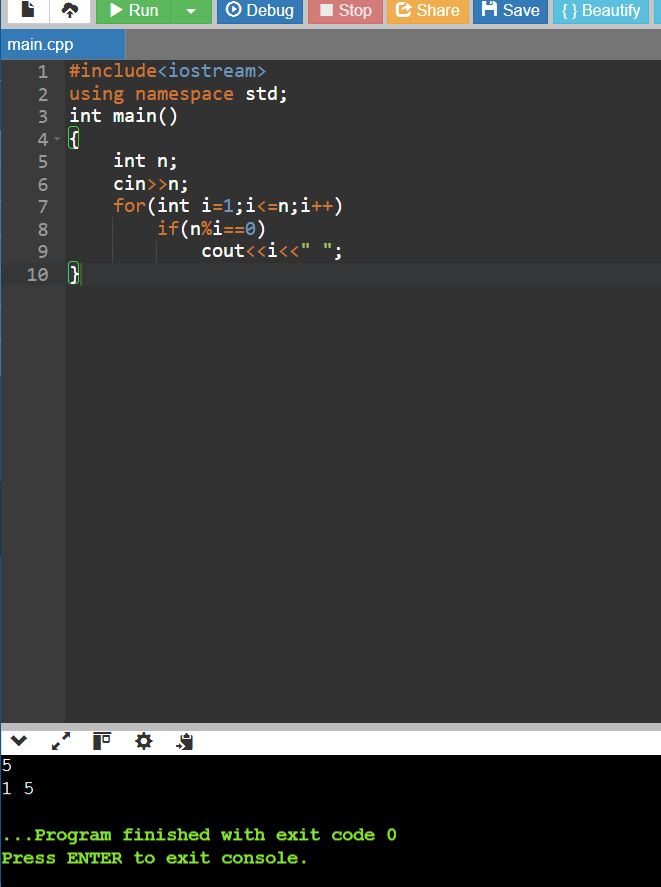 Run Debug Stop Share Save { } Beautify
main.cpp
1 #include<iostream>
2 using namespace std;
3 int main()
4 {
5     int n;
6     cin>>n;
7     for(int i=1;i<=n;i++)
8         if(n%i==0)
9             cout<<i<<" ";
10 }
5
1 5
...Program finished with exit code 0
Press ENTER to exit console.